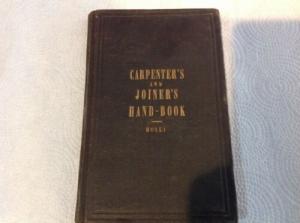 CARPENTER'S
AND
JOINER'S
HAND-BOOK
HOLLY